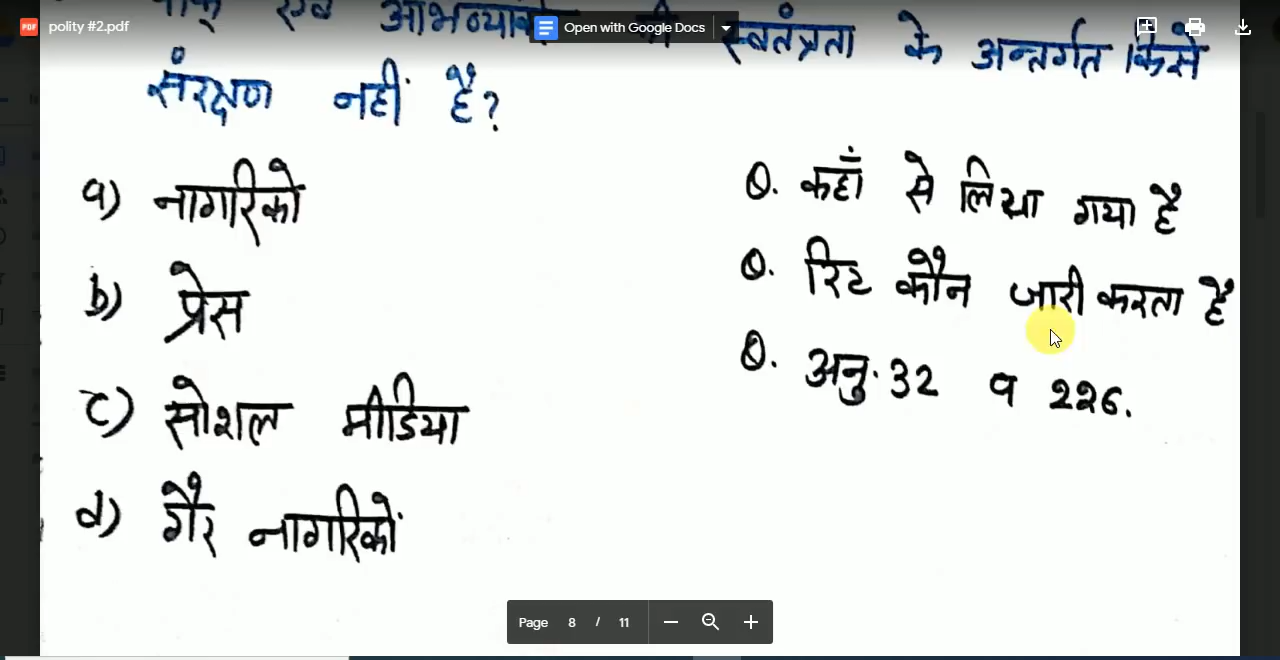 polity #2.pdf
Open with Google Docs
एवं स्वतंत्रता के अन्तर्गत किसे
संरक्षण नहीं है?
a) नागरिको
b) प्रेस
c) सोशल मीडिया
d) गैर नागरिकों
Q. कहाँ से लिया गया है
Q. रिट कौन जारी करता है
Q. अनु. 32 व 226.
Page 8 / 11